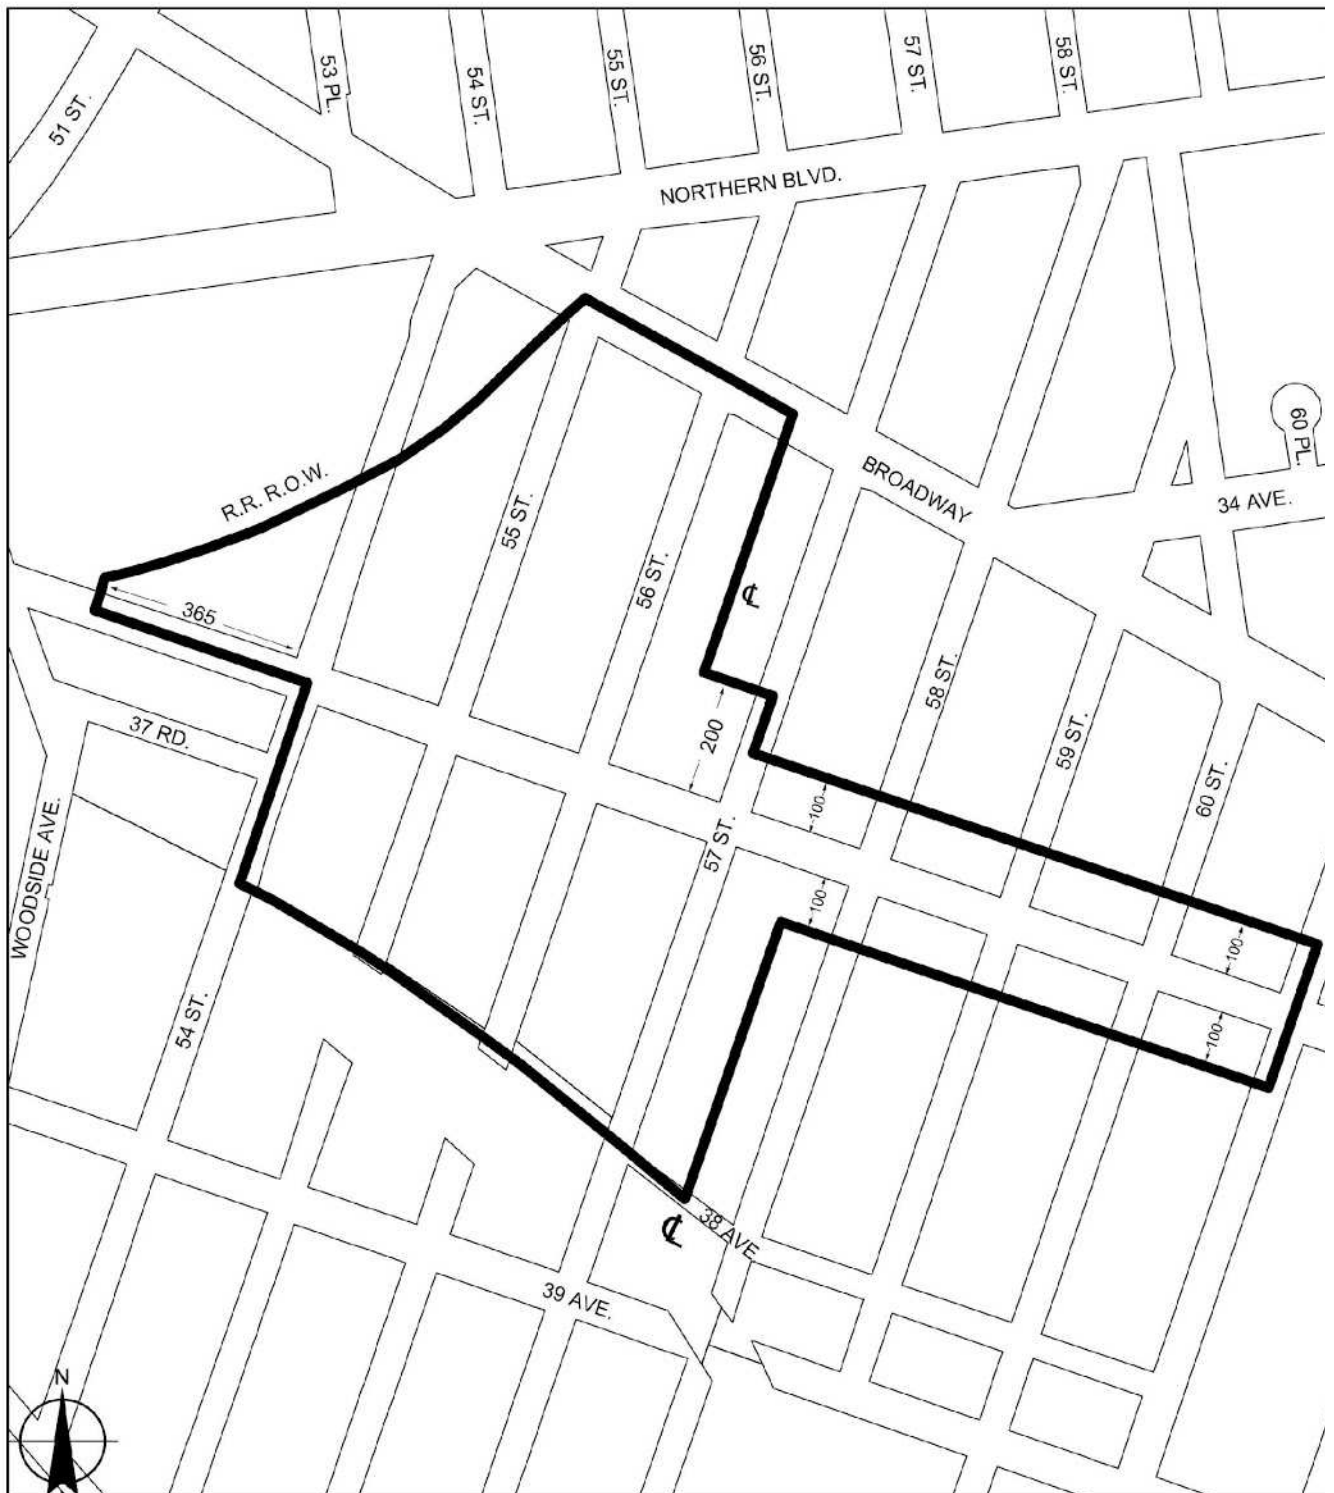 53 PL.
54 ST.
55 ST.
56 ST.
57 ST.
58 ST.
51 ST.
NORTHERN BLVD.
60 PL.
BROADWAY
34 AVE.
R.R. R.O.W.
55 ST.
56 ST.
℄
365
58 ST.
59 ST.
60 ST.
37 RD.
200
100
57 ST.
WOODSIDE AVE.
100
100
54 ST.
100
38 AVE.
℄
39 AVE.
N